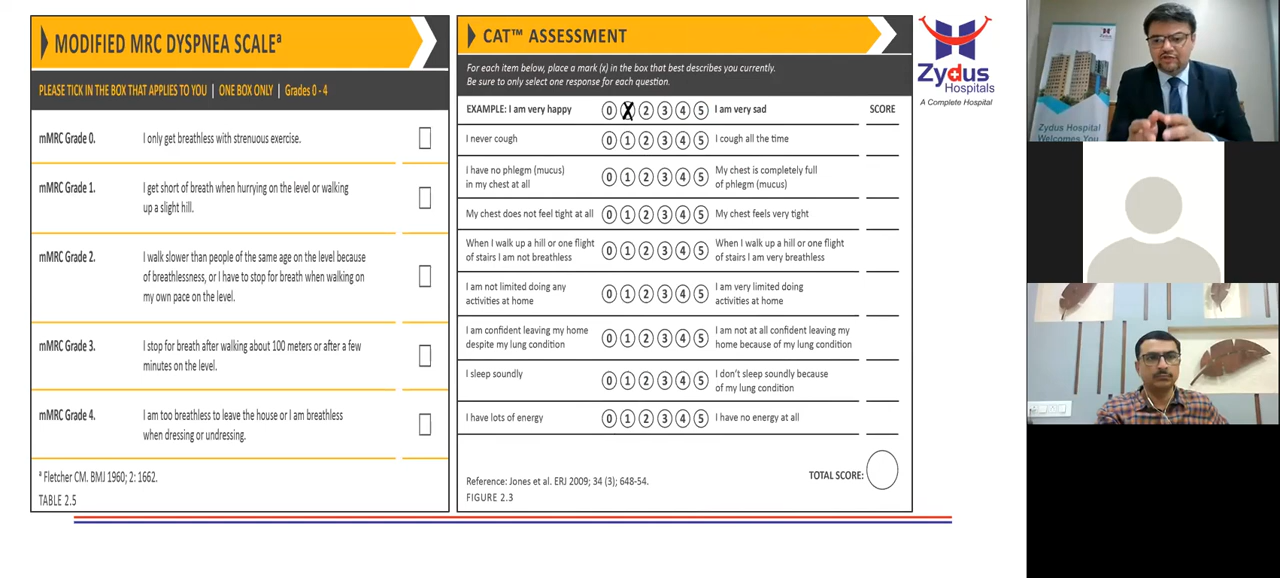 MODIFIED MRC DYSPNEA SCALEª
PLEASE TICK IN THE BOX THAT APPLIES TO YOU | ONE BOX ONLY | Grades 0 - 4
mMRC Grade 0. I only get breathless with strenuous exercise.
mMRC Grade 1. I get short of breath when hurrying on the level or walking
up a slight hill.
mMRC Grade 2. I walk slower than people of the same age on the level because
of breathlessness, or I have to stop for breath when walking on
my own pace on the level.
mMRC Grade 3. I stop for breath after walking about 100 meters or after a few
minutes on the level.
mMRC Grade 4. I am too breathless to leave the house or I am breathless
when dressing or undressing.
ª Fletcher CM. BMJ 1960; 2: 1662.
TABLE 2.5
CAT™ ASSESSMENT
For each item below, place a mark (x) in the box that best describes you currently.
Be sure to only select one response for each question.
EXAMPLE: I am very happy 0 X 2 3 4 5 I am very sad SCORE
I never cough 0 1 2 3 4 5 I cough all the time
I have no phlegm (mucus)
in my chest at all
0 1 2 3 4 5
My chest is completely full
of phlegm (mucus)
My chest does not feel tight at all 0 1 2 3 4 5 My chest feels very tight
When I walk up a hill or one flight
of stairs I am not breathless
0 1 2 3 4 5
When I walk up a hill or one flight
of stairs I am very breathless
I am not limited doing any
activities at home
0 1 2 3 4 5
I am very limited doing
activities at home
I am confident leaving my home
despite my lung condition
0 1 2 3 4 5
I am not at all confident leaving my
home because of my lung condition
I sleep soundly 0 1 2 3 4 5
I don't sleep soundly because
of my lung condition
I have lots of energy 0 1 2 3 4 5 I have no energy at all
TOTAL SCORE:
Reference: Jones et al. ERJ 2009; 34 (3); 648-54.
FIGURE 2.3
Zydus
Hospitals
A Complete Hospital
Zydus Hospital
Welcomes You